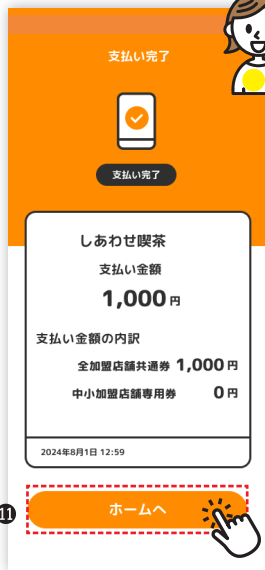 支払い完了
支払い完了
しあわせ喫茶
支払い金額
1,000円
支払い金額の内訳
全加盟店舗共通券 1,000円
中小加盟店舗専用券 0円
2024年8月1日 12:59
⓫ ホームへ